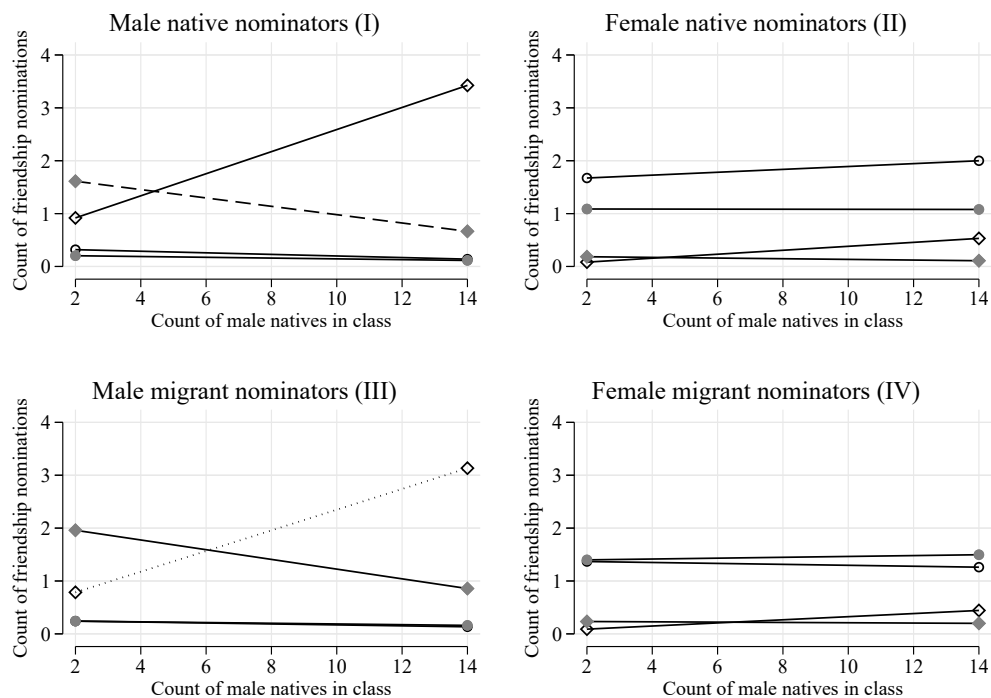 Male native nominators (I)
Count of friendship nominations
4
3
2
1
0
2 4 6 8 10 12 14
Count of male natives in class
Female native nominators (II)
Count of friendship nominations
4
3
2
1
0
2 4 6 8 10 12 14
Count of male natives in class
Male migrant nominators (III)
Count of friendship nominations
4
3
2
1
0
2 4 6 8 10 12 14
Count of male natives in class
Female migrant nominators (IV)
Count of friendship nominations
4
3
2
1
0
2 4 6 8 10 12 14
Count of male natives in class